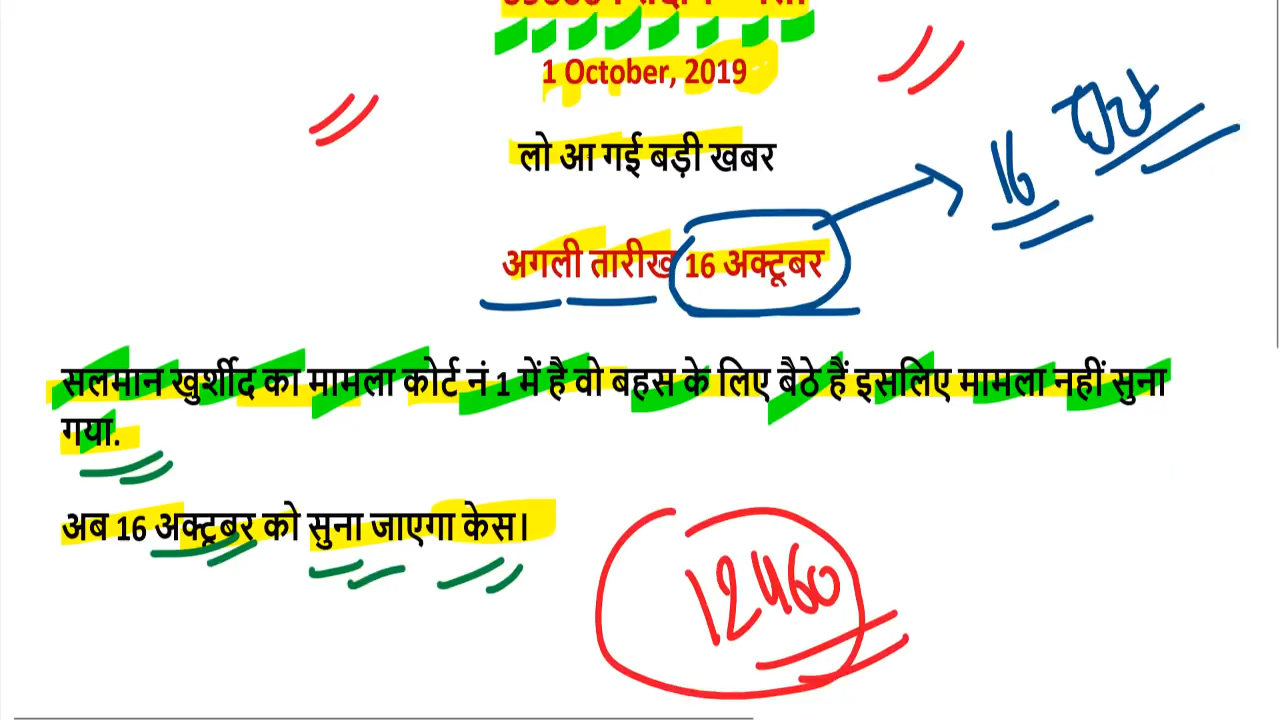 1 October, 2019
16 Oct
लो आ गई बड़ी खबर
अगली तारीख 16 अक्टूबर
सलमान खुर्शीद का मामला कोर्ट नं 1 में है वो बहस के लिए बैठे हैं इसलिए मामला नहीं सुना
गया.
अब 16 अक्टूबर को सुना जाएगा केस।
12460